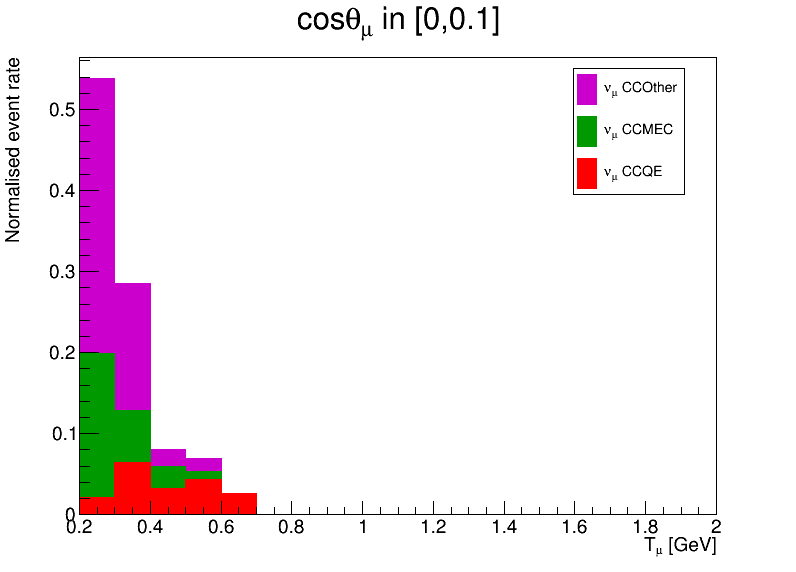 cosθμ in [0,0.1]
Normalised event rate
νμ CCOther
νμ CCMEC
νμ CCQE
0.5
0.4
0.3
0.2
0.1
0
0.2 0.4 0.6 0.8 1 1.2 1.4 1.6 1.8 2
Tμ [GeV]